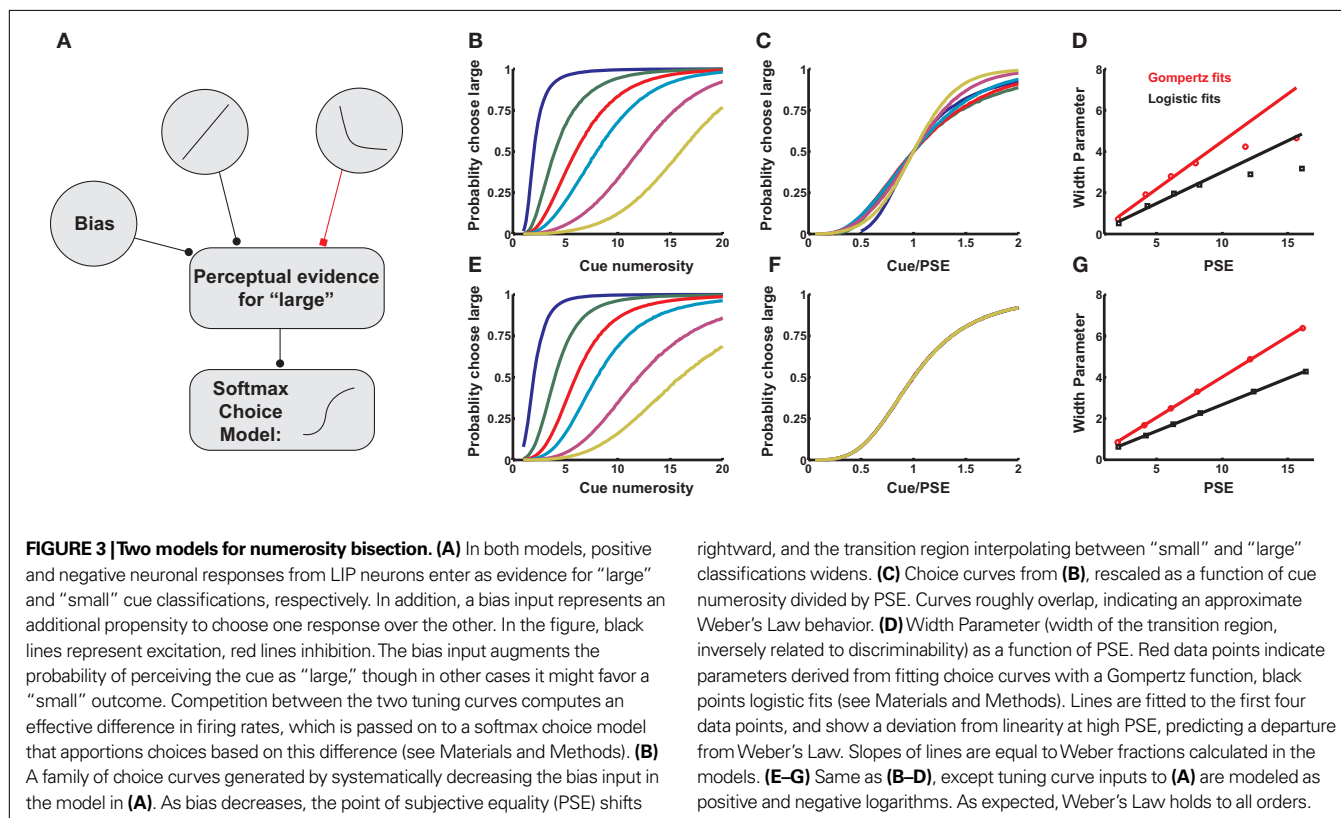 A
Bias
Perceptual evidence
for “large”
Softmax
Choice
Model:
B
Probablity choose large
1
0.75
0.5
0.25
0
0 5 10 15 20
Cue numerosity
C
Probablity choose large
1
0.75
0.5
0.25
0
0 0.5 1 1.5 2
Cue/PSE
D
Gompertz fits
Logistic fits
Width Parameter
8
6
4
2
0
5 10 15
PSE
E
Probablity choose large
1
0.75
0.5
0.25
0
0 5 10 15 20
Cue numerosity
F
Probablity choose large
1
0.75
0.5
0.25
0
0 0.5 1 1.5 2
Cue/PSE
G
Width Parameter
8
6
4
2
0
5 10 15
PSE
FIGURE 3 | Two models for numerosity bisection. (A) In both models, positive
and negative neuronal responses from LIP neurons enter as evidence for “large”
and “small” cue classifications, respectively. In addition, a bias input represents an
additional propensity to choose one response over the other. In the figure, black
lines represent excitation, red lines inhibition. The bias input augments the
probability of perceiving the cue as “large,” though in other cases it might favor a
“small” outcome. Competition between the two tuning curves computes an
effective difference in firing rates, which is passed on to a softmax choice model
that apportions choices based on this difference (see Materials and Methods). (B)
A family of choice curves generated by systematically decreasing the bias input in
the model in (A). As bias decreases, the point of subjective equality (PSE) shifts
rightward, and the transition region interpolating between “small” and “large”
classifications widens. (C) Choice curves from (B), rescaled as a function of cue
numerosity divided by PSE. Curves roughly overlap, indicating an approximate
Weber’s Law behavior. (D) Width Parameter (width of the transition region,
inversely related to discriminability) as a function of PSE. Red data points indicate
parameters derived from fitting choice curves with a Gompertz function, black
points logistic fits (see Materials and Methods). Lines are fitted to the first four
data points, and show a deviation from linearity at high PSE, predicting a departure
from Weber’s Law. Slopes of lines are equal to Weber fractions calculated in the
models. (E–G) Same as (B–D), except tuning curve inputs to (A) are modeled as
positive and negative logarithms. As expected, Weber’s Law holds to all orders.